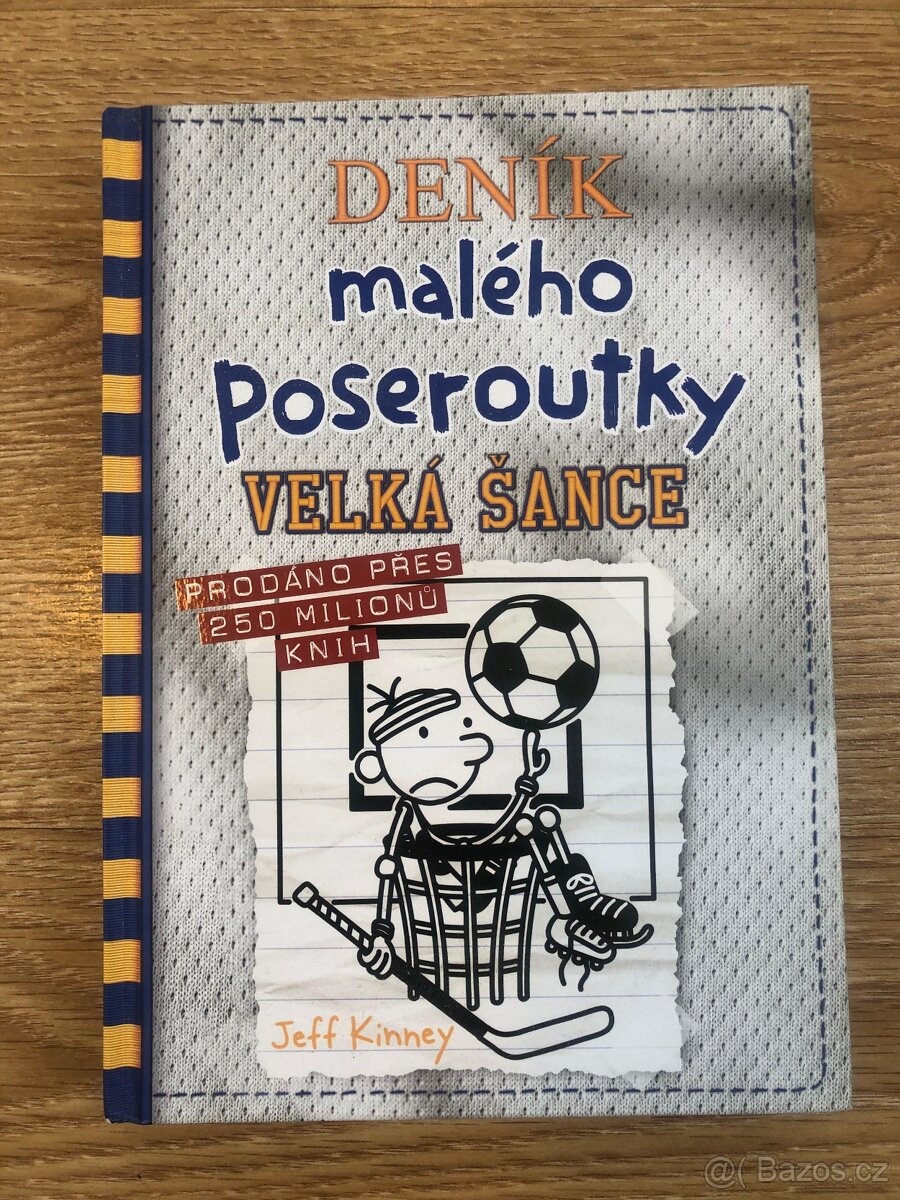 DENÍK
malého
Poseroutky
VELKÁ ŠANCE
PRODÁNO PŘES
250 MILIONŮ
KNIH
Jeff Kinney
@( Bazos.cz